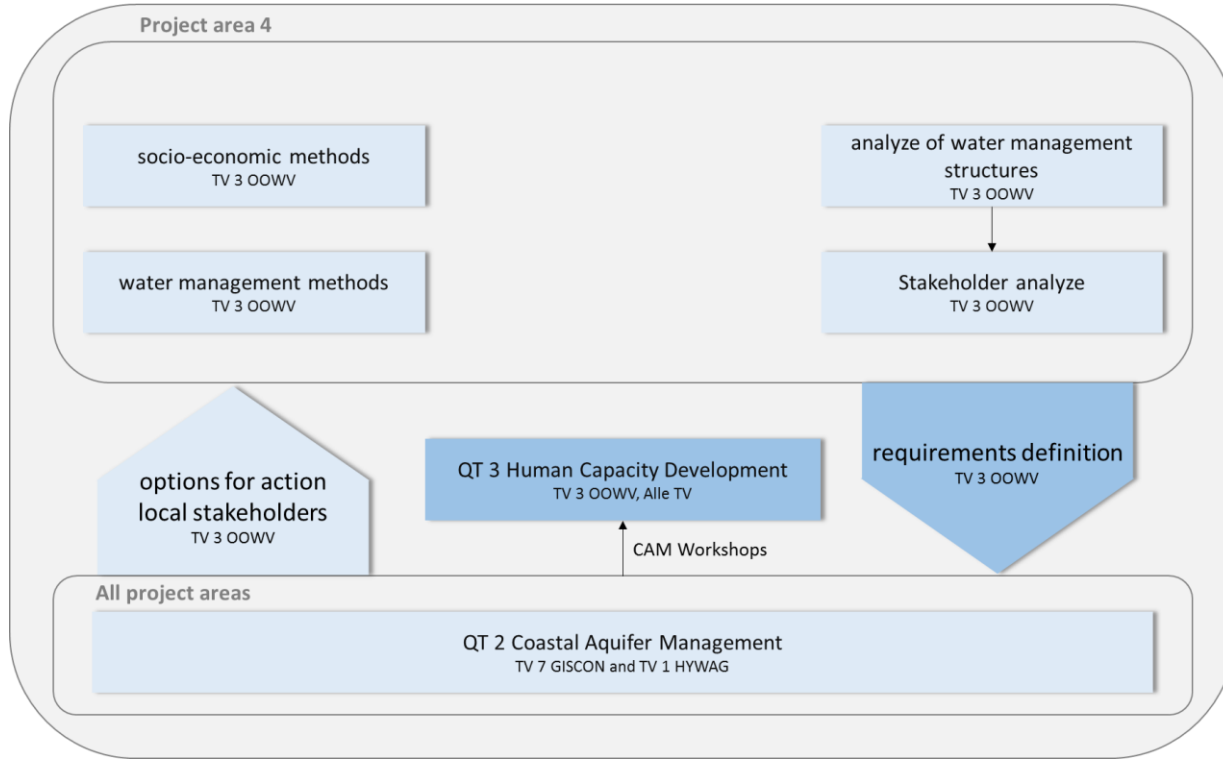 Project area 4
socio-economic methods
TV 3 OOWV
analyze of water management
structures
TV 3 OOWV
water management methods
TV 3 OOWV
Stakeholder analyze
TV 3 OOWV
options for action
local stakeholders
TV 3 OOWV
QT 3 Human Capacity Development
TV 3 OOWV, Alle TV
requirements definition
TV 3 OOWV
CAM Workshops
All project areas
QT 2 Coastal Aquifer Management
TV 7 GISCON and TV 1 HYWAG